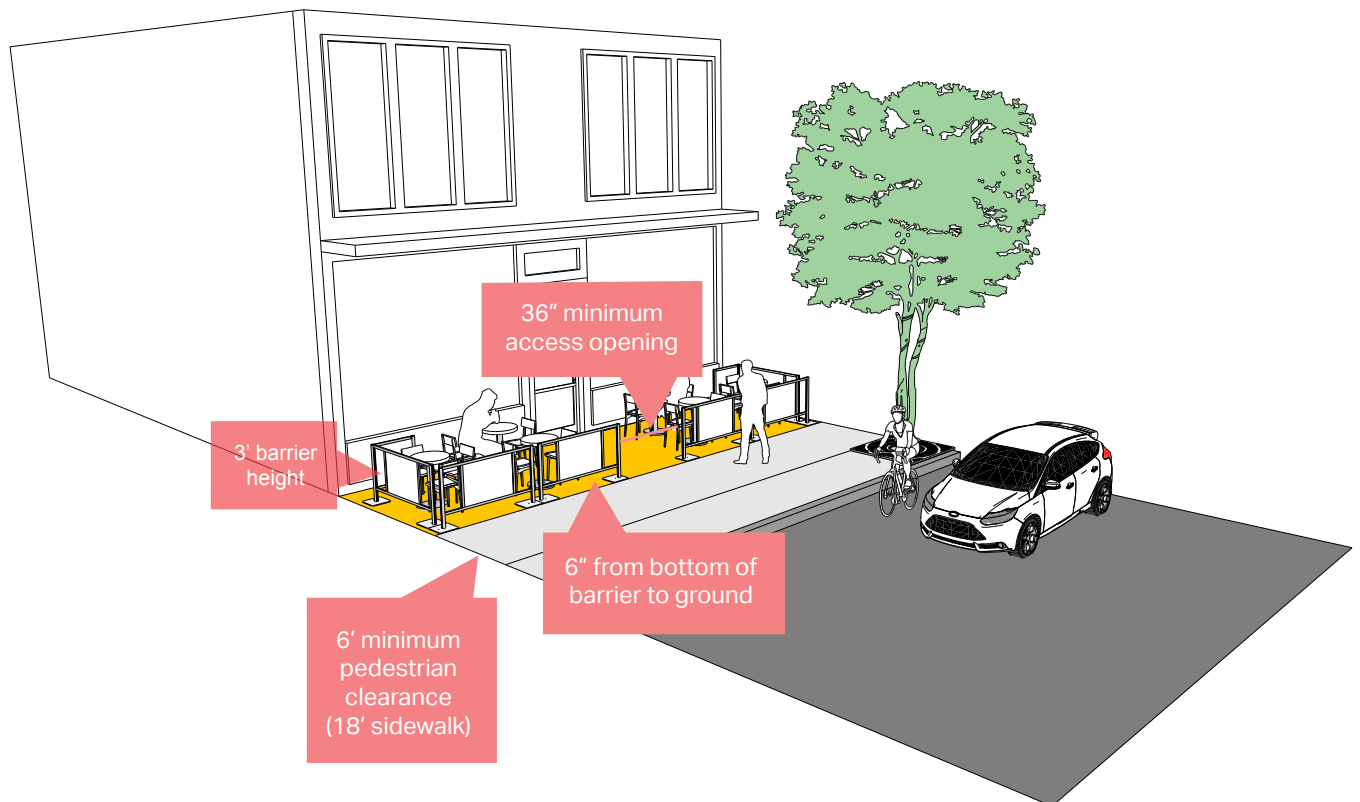 36” minimum
access opening
3’ barrier
height
6” from bottom of
barrier to ground
6’ minimum
pedestrian
clearance
(18’ sidewalk)